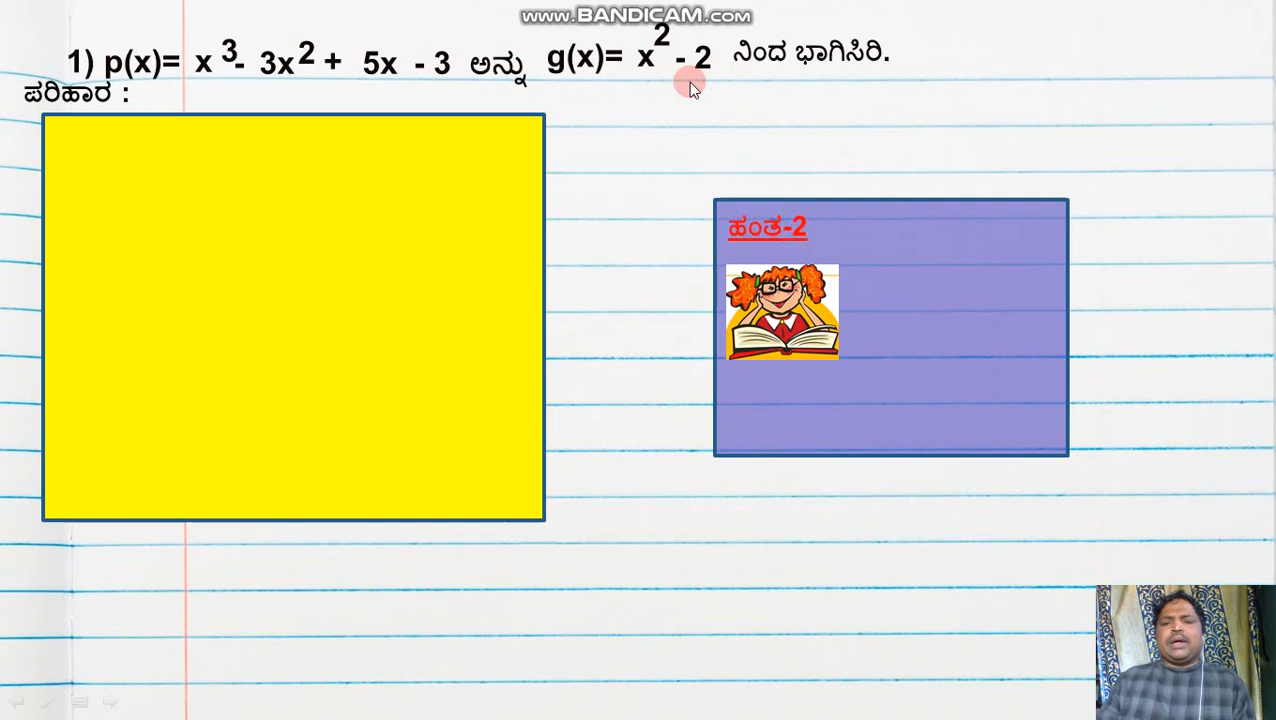 www.BANDICAM.com
1) p(x)= x³- 3x²+ 5x - 3 ಅನ್ನು g(x)= x² - 2 ನಿಂದ ಭಾಗಿಸಿರಿ.
ಪರಿಹಾರ :
ಹಂತ-2